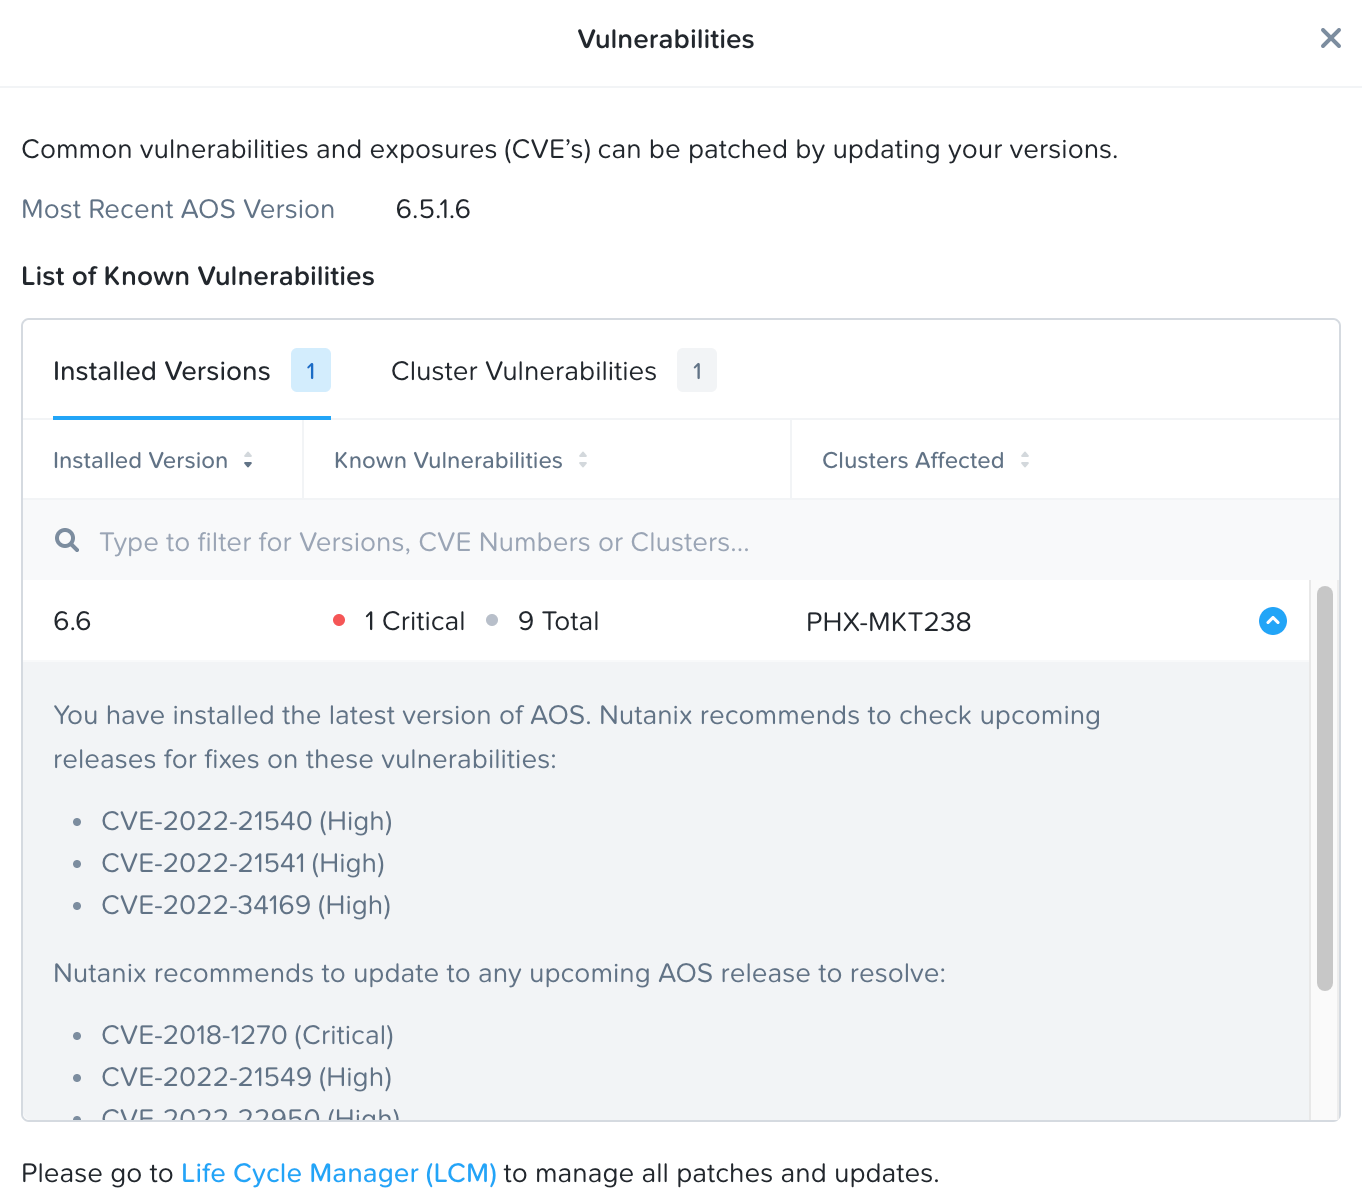 Vulnerabilities
Common vulnerabilities and exposures (CVE’s) can be patched by updating your versions.
Most Recent AOS Version 6.5.1.6
List of Known Vulnerabilities
Installed Versions 1 Cluster Vulnerabilities 1
Installed Version Known Vulnerabilities Clusters Affected
Type to filter for Versions, CVE Numbers or Clusters...
6.6 1 Critical 9 Total PHX-MKT238
You have installed the latest version of AOS. Nutanix recommends to check upcoming
releases for fixes on these vulnerabilities:
• CVE-2022-21540 (High)
• CVE-2022-21541 (High)
• CVE-2022-34169 (High)
Nutanix recommends to update to any upcoming AOS release to resolve:
• CVE-2018-1270 (Critical)
• CVE-2022-21549 (High)
• CVE-2022-22950 (High)
Please go to Life Cycle Manager (LCM) to manage all patches and updates.